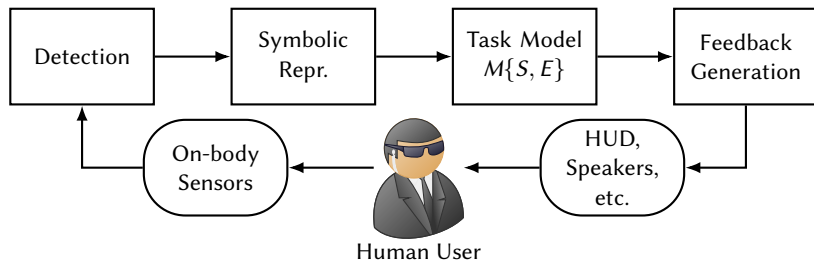 Detection
Symbolic
Repr.
Task Model
M{S, E}
Feedback
Generation
On-body
Sensors
HUD,
Speakers,
etc.
Human User